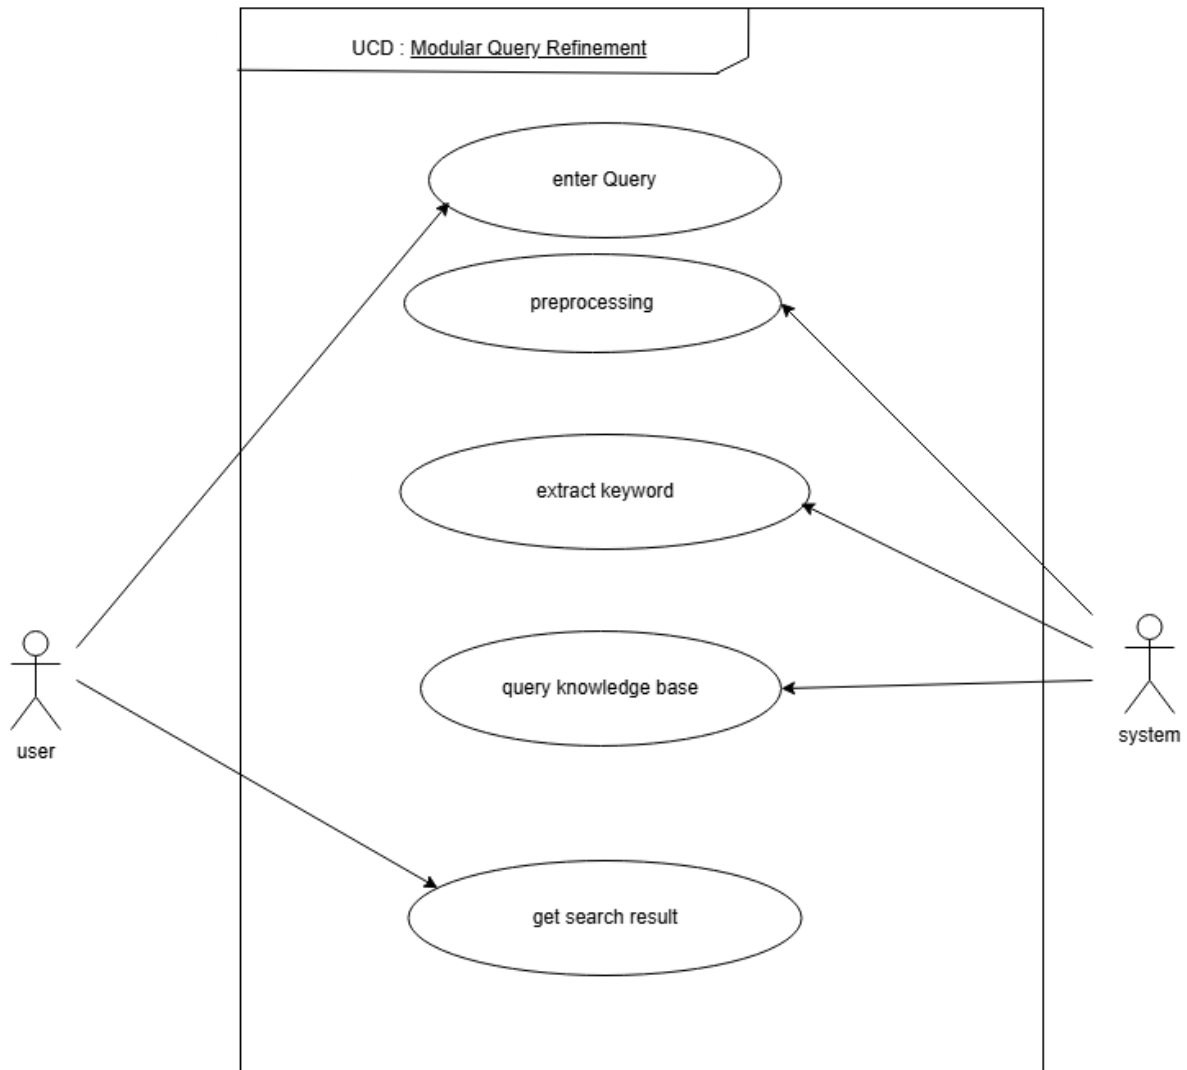 UCD : Modular Query Refinement
enter Query
preprocessing
extract keyword
query knowledge base
user
system
get search result